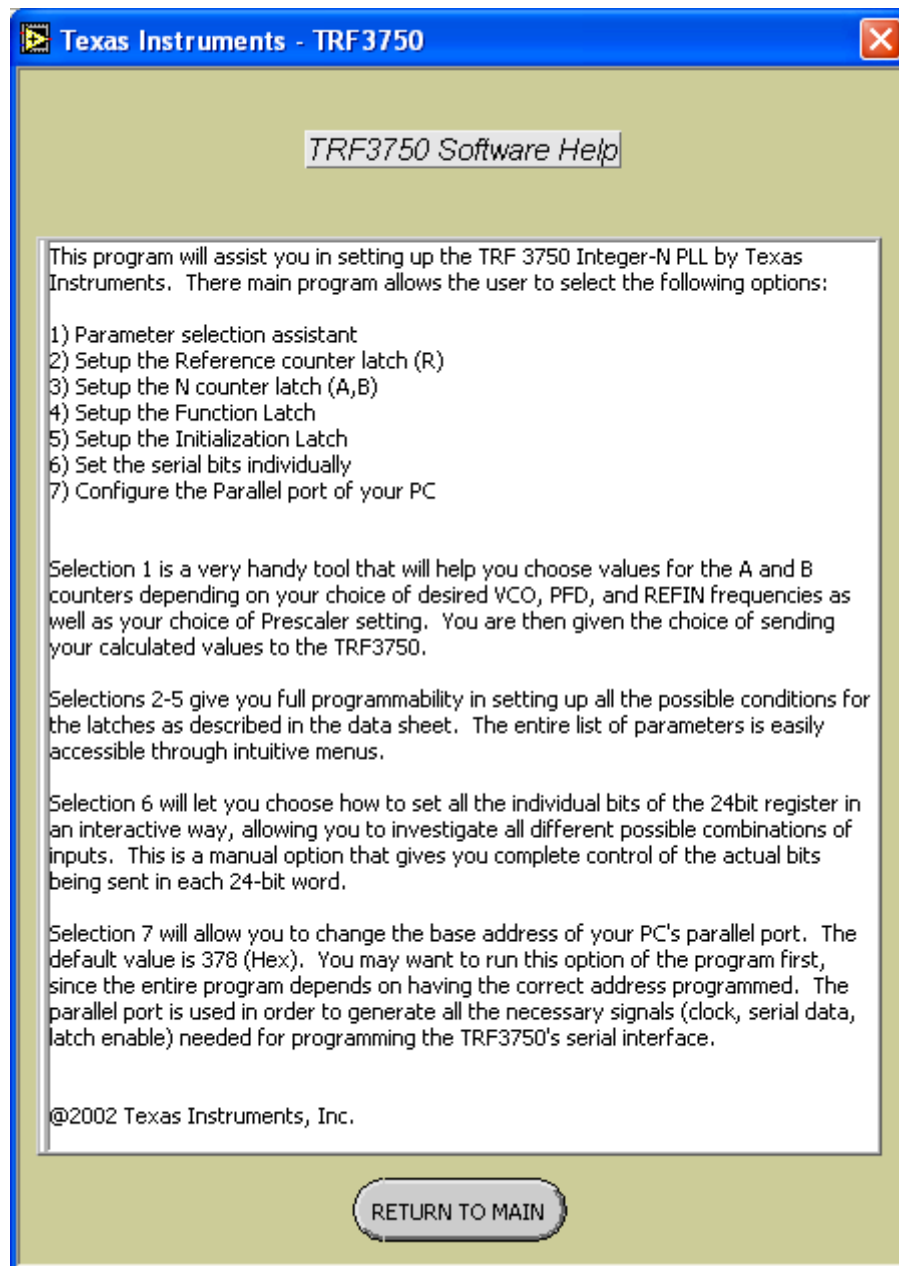 Texas Instruments - TRF3750
TRF3750 Software Help
This program will assist you in setting up the TRF 3750 Integer-N PLL by Texas
Instruments.  There main program allows the user to select the following options:
1) Parameter selection assistant
2) Setup the Reference counter latch (R)
3) Setup the N counter latch (A,B)
4) Setup the Function Latch
5) Setup the Initialization Latch
6) Set the serial bits individually
7) Configure the Parallel port of your PC
Selection 1 is a very handy tool that will help you choose values for the A and B
counters depending on your choice of desired VCO, PFD, and REFIN frequencies as
well as your choice of Prescaler setting.  You are then given the choice of sending
your calculated values to the TRF3750.
Selections 2-5 give you full programmability in setting up all the possible conditions for
the latches as described in the data sheet.  The entire list of parameters is easily
accessible through intuitive menus.
Selection 6 will let you choose how to set all the individual bits of the 24bit register in
an interactive way, allowing you to investigate all different possible combinations of
inputs.  This is a manual option that gives you complete control of the actual bits
being sent in each 24-bit word.
Selection 7 will allow you to change the base address of your PC's parallel port.  The
default value is 378 (Hex).  You may want to run this option of the program first,
since the entire program depends on having the correct address programmed.  The
parallel port is used in order to generate all the necessary signals (clock, serial data,
latch enable) needed for programming the TRF3750's serial interface.
@2002 Texas Instruments, Inc.
RETURN TO MAIN